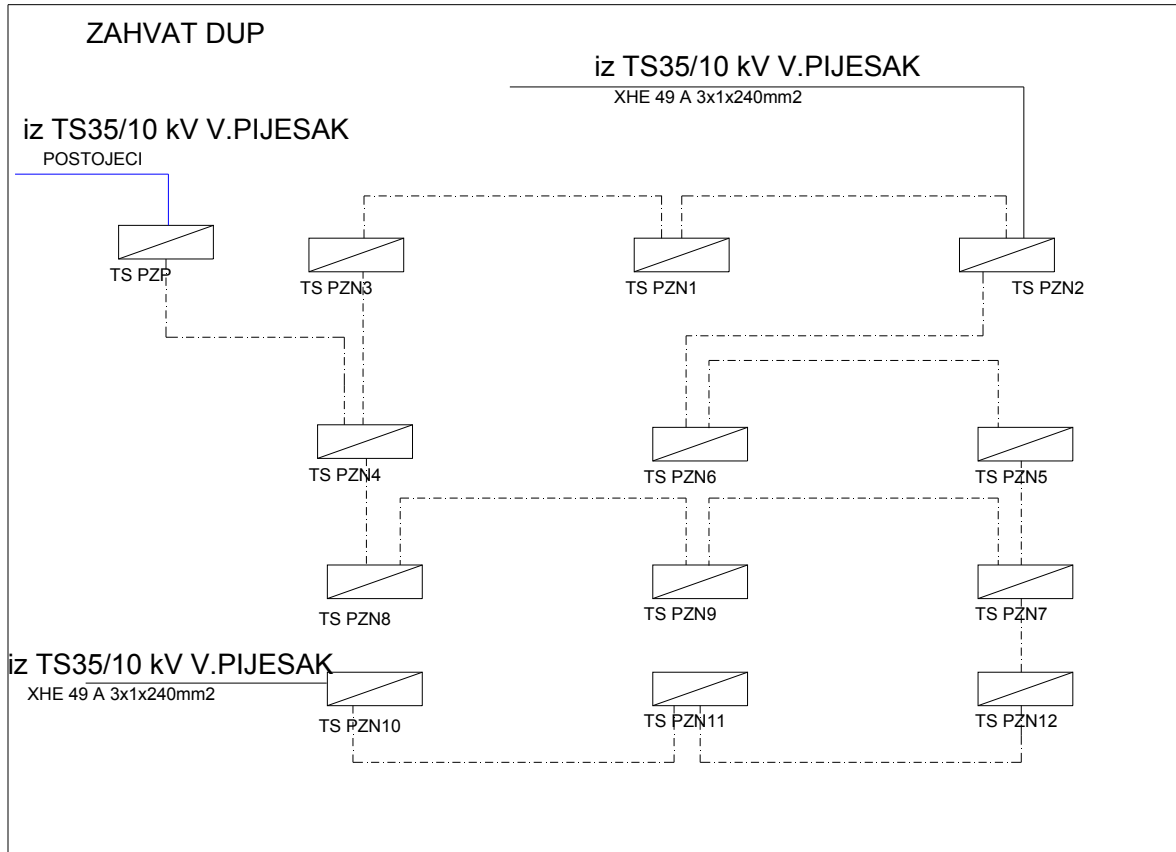 ZAHVAT DUP
iz TS35/10 kV V.PIJESAK
XHE 49 A 3x1x240mm2
iz TS35/10 kV V.PIJESAK
POSTOJECI
TS PZP
TS PZN3
TS PZN1
TS PZN2
TS PZN4
TS PZN6
TS PZN5
TS PZN8
TS PZN9
TS PZN7
iz TS35/10 kV V.PIJESAK
XHE 49 A 3x1x240mm2
TS PZN10
TS PZN11
TS PZN12